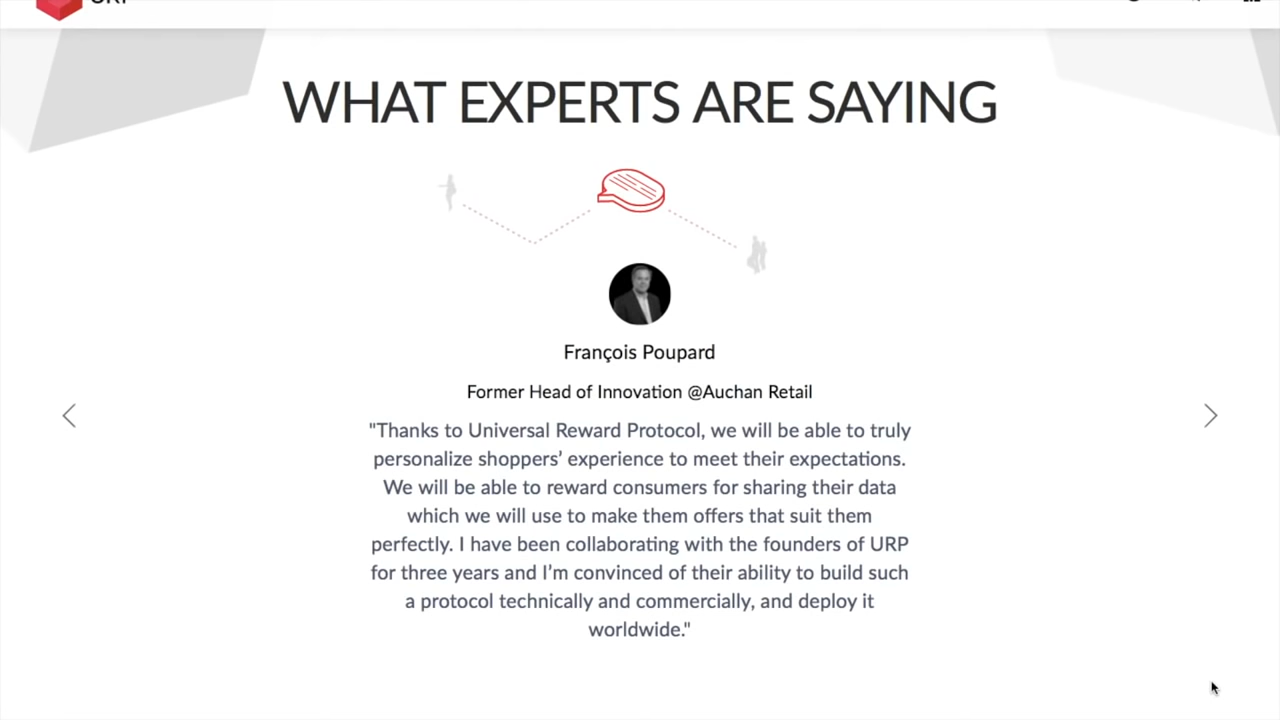 URP
WHAT EXPERTS ARE SAYING
François Poupard
Former Head of Innovation @Auchan Retail
"Thanks to Universal Reward Protocol, we will be able to truly
personalize shoppers’ experience to meet their expectations.
We will be able to reward consumers for sharing their data
which we will use to make them offers that suit them
perfectly. I have been collaborating with the founders of URP
for three years and I’m convinced of their ability to build such
a protocol technically and commercially, and deploy it
worldwide."